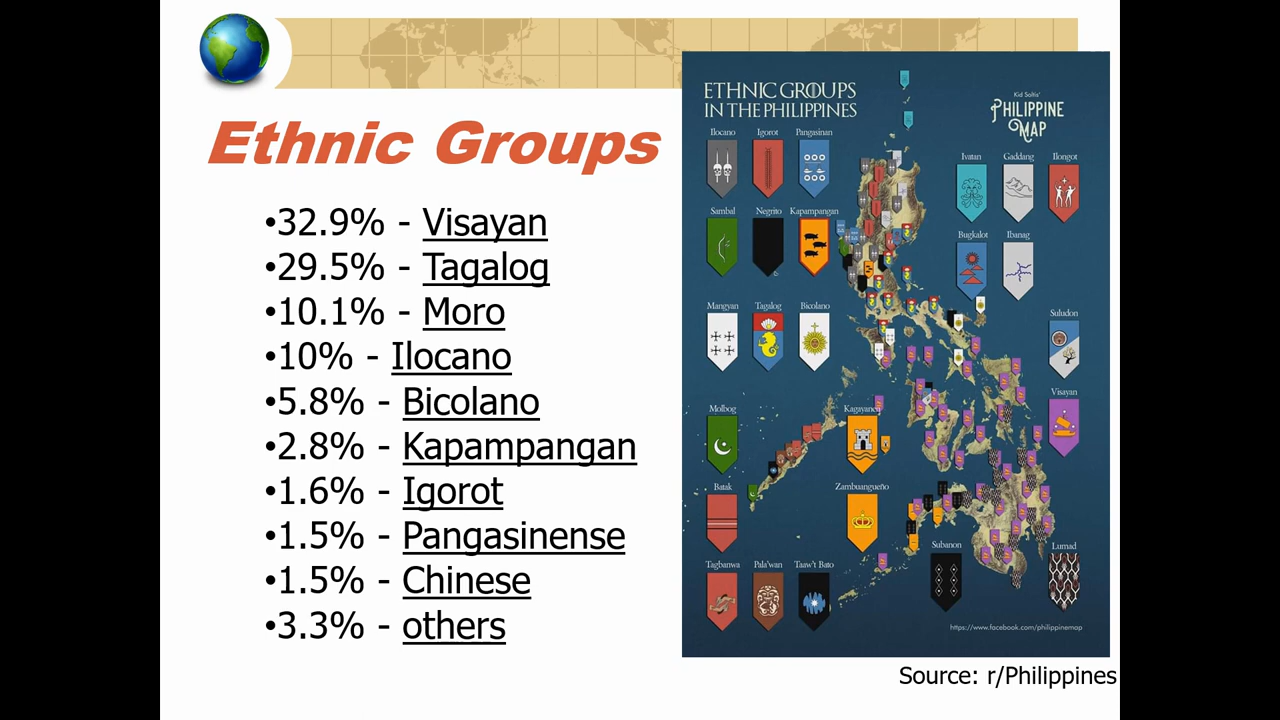 Ethnic Groups
•32.9% - Visayan
•29.5% - Tagalog
•10.1% - Moro
•10% - Ilocano
•5.8% - Bicolano
•2.8% - Kapampangan
•1.6% - Igorot
•1.5% - Pangasinense
•1.5% - Chinese
•3.3% - others
ETHNIC GROUPS
IN THE PHILIPPINES
Kid Soltis'
PHILIPPINE
MAP
Ilocano Igorot Pangasinan
Ivatan Gaddang Ilongot
Sambal Negrito Kapampangan
Bugkalot Ibanag
Mangyan Tagalog Bicolano
Suludon
Visayan
Molbog Kagayanen
Batak Zambuangueño
Subanon Lumad
Tagbanwa Pala'wan Taaw't Bato
https://www.facebook.com/philippinemap
Source: r/Philippines